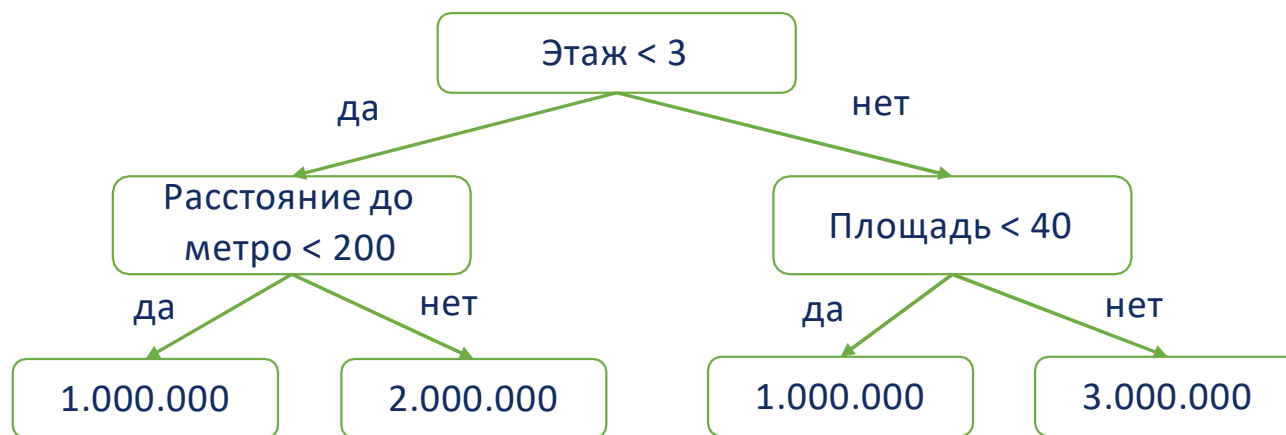 Этаж < 3
да
нет
Расстояние до
метро < 200
Площадь < 40
да
нет
да
нет
1.000.000
2.000.000
1.000.000
3.000.000